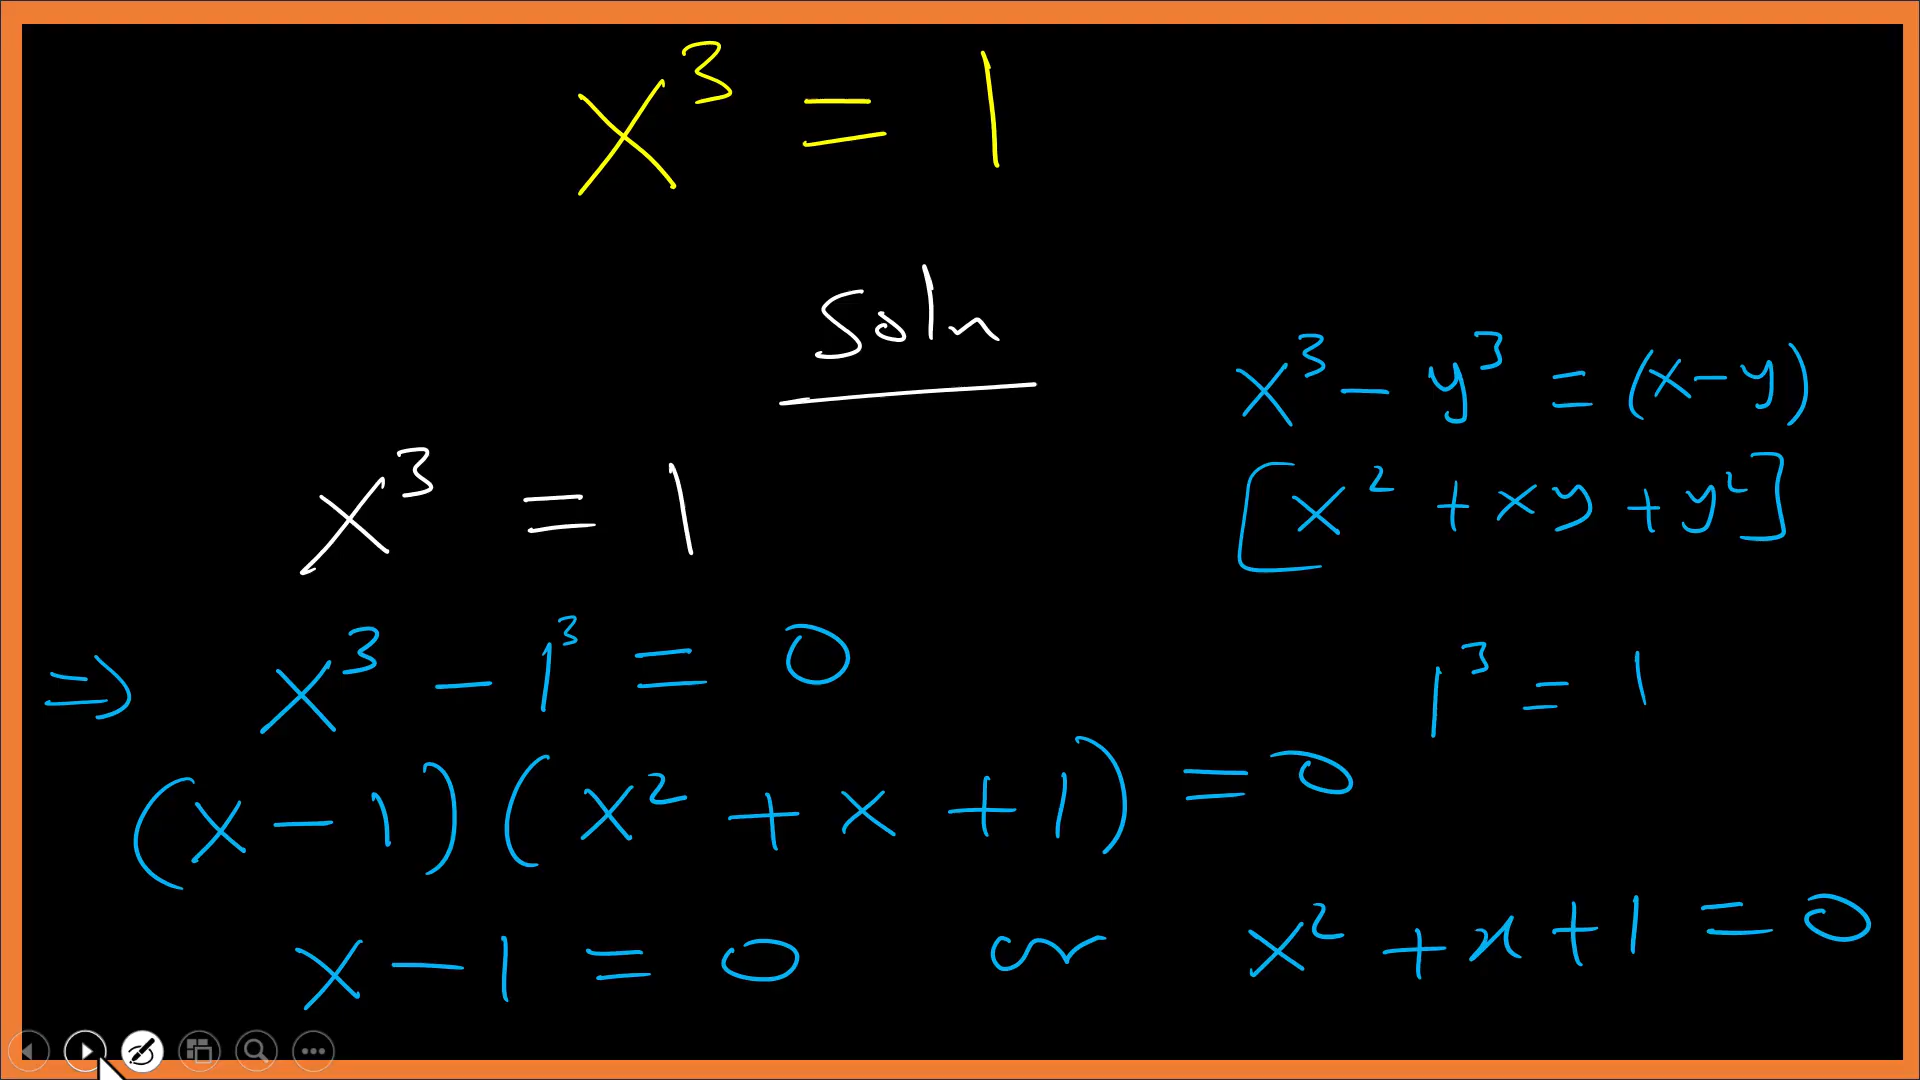 x³ = 1
Soln
x³ - y³ = (x-y)
[x² + xy + y²]
x³ = 1
⇒ x³ - 1³ = 0
1³ = 1
(x - 1)(x² + x + 1) = 0
x - 1 = 0 or x² + x + 1 = 0